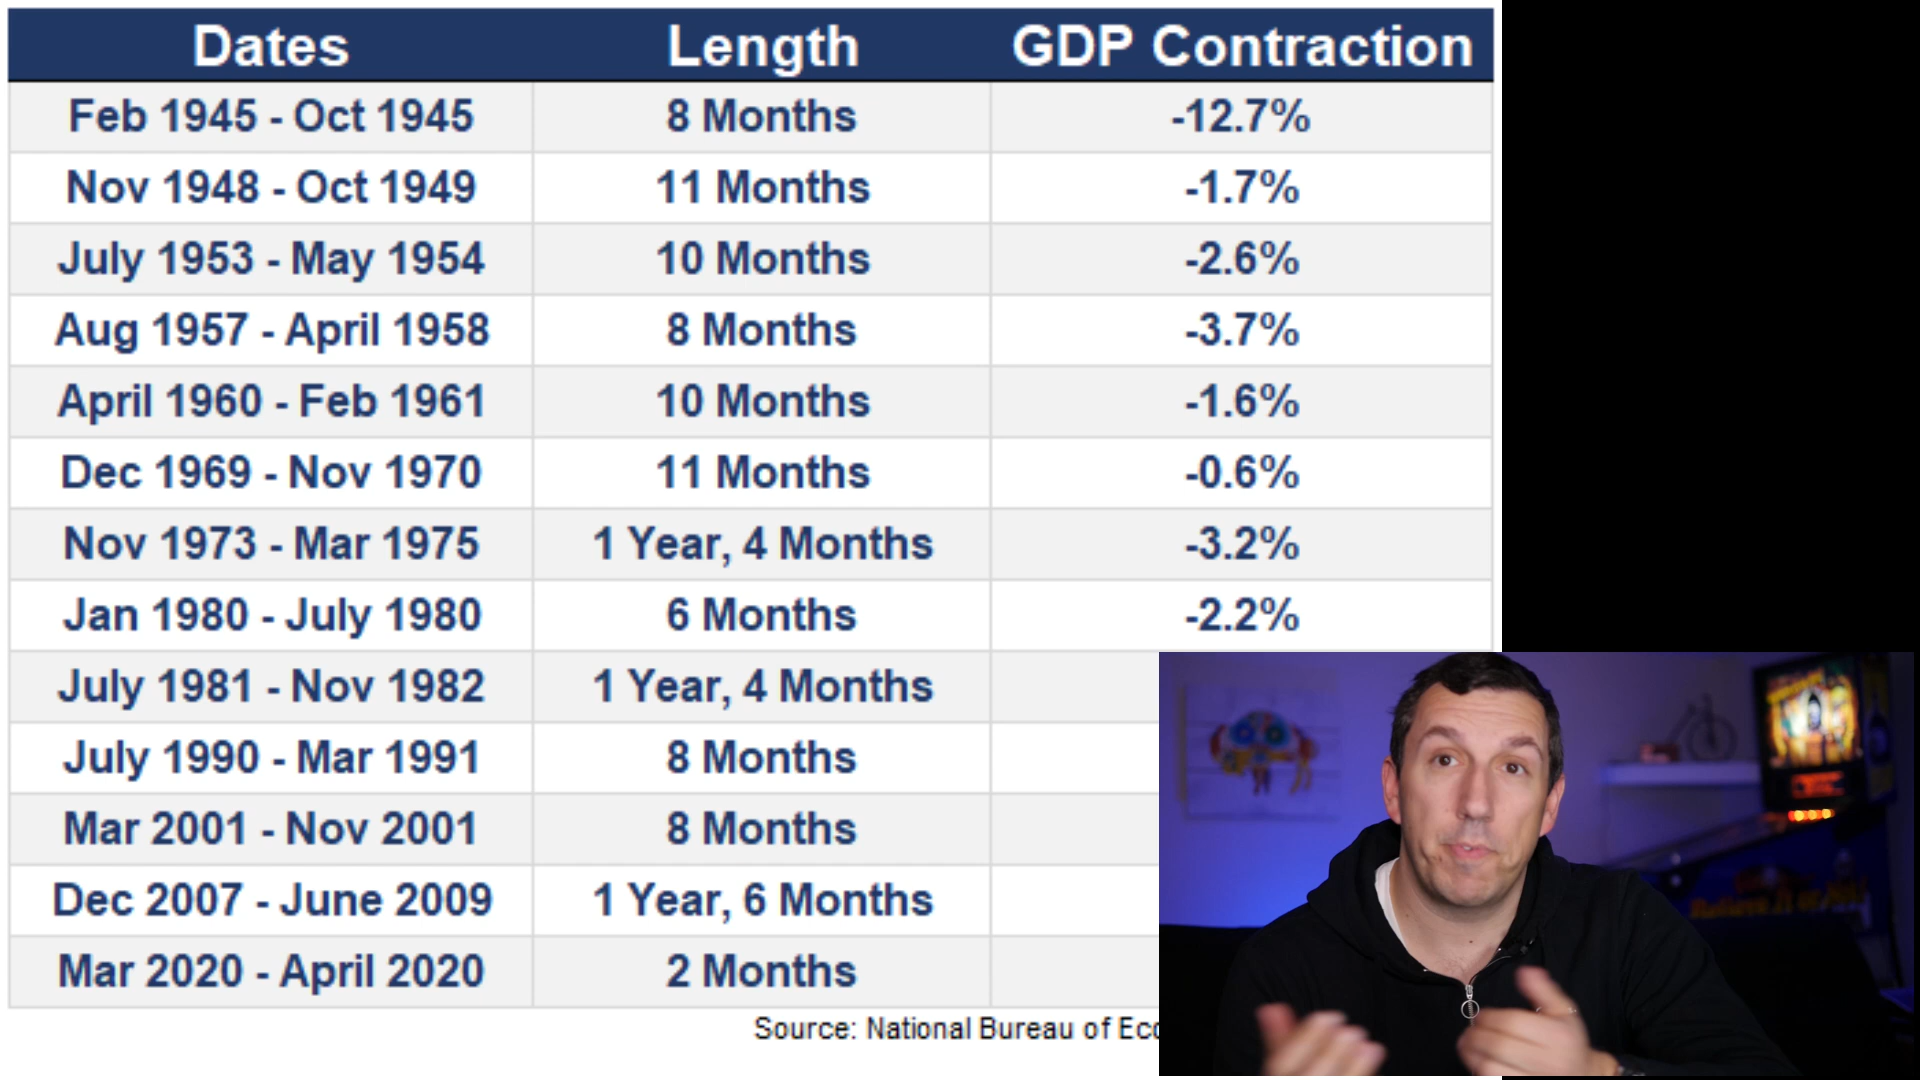 Dates Length GDP Contraction
Feb 1945 - Oct 1945 8 Months -12.7%
Nov 1948 - Oct 1949 11 Months -1.7%
July 1953 - May 1954 10 Months -2.6%
Aug 1957 - April 1958 8 Months -3.7%
April 1960 - Feb 1961 10 Months -1.6%
Dec 1969 - Nov 1970 11 Months -0.6%
Nov 1973 - Mar 1975 1 Year, 4 Months -3.2%
Jan 1980 - July 1980 6 Months -2.2%
July 1981 - Nov 1982 1 Year, 4 Months
July 1990 - Mar 1991 8 Months
Mar 2001 - Nov 2001 8 Months
Dec 2007 - June 2009 1 Year, 6 Months
Mar 2020 - April 2020 2 Months
Source: National Bureau of Eco